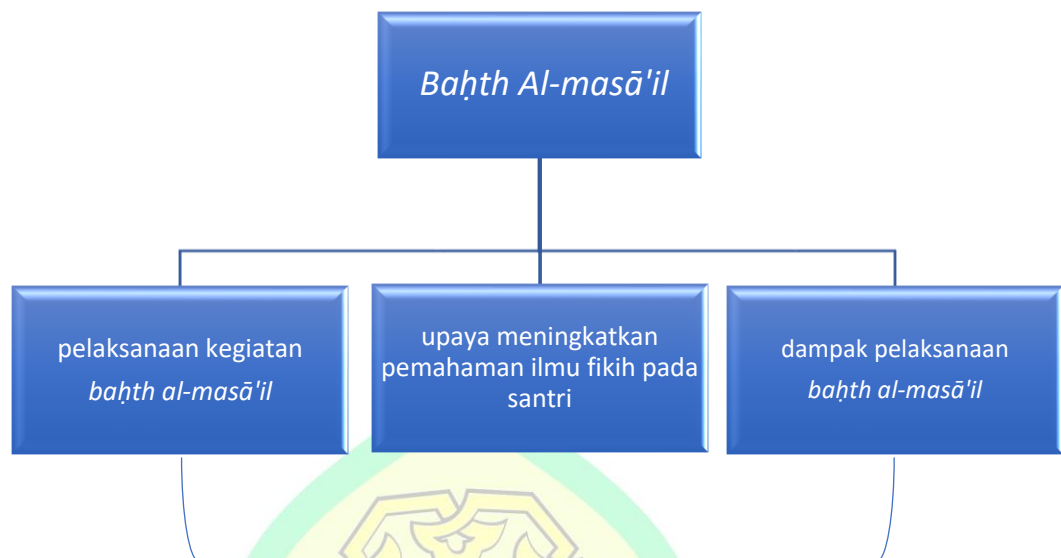 Baḥth Al-masā'il
pelaksanaan kegiatan
baḥth al-masā'il
upaya meningkatkan
pemahaman ilmu fikih pada
santri
dampak pelaksanaan
baḥth al-masā'il